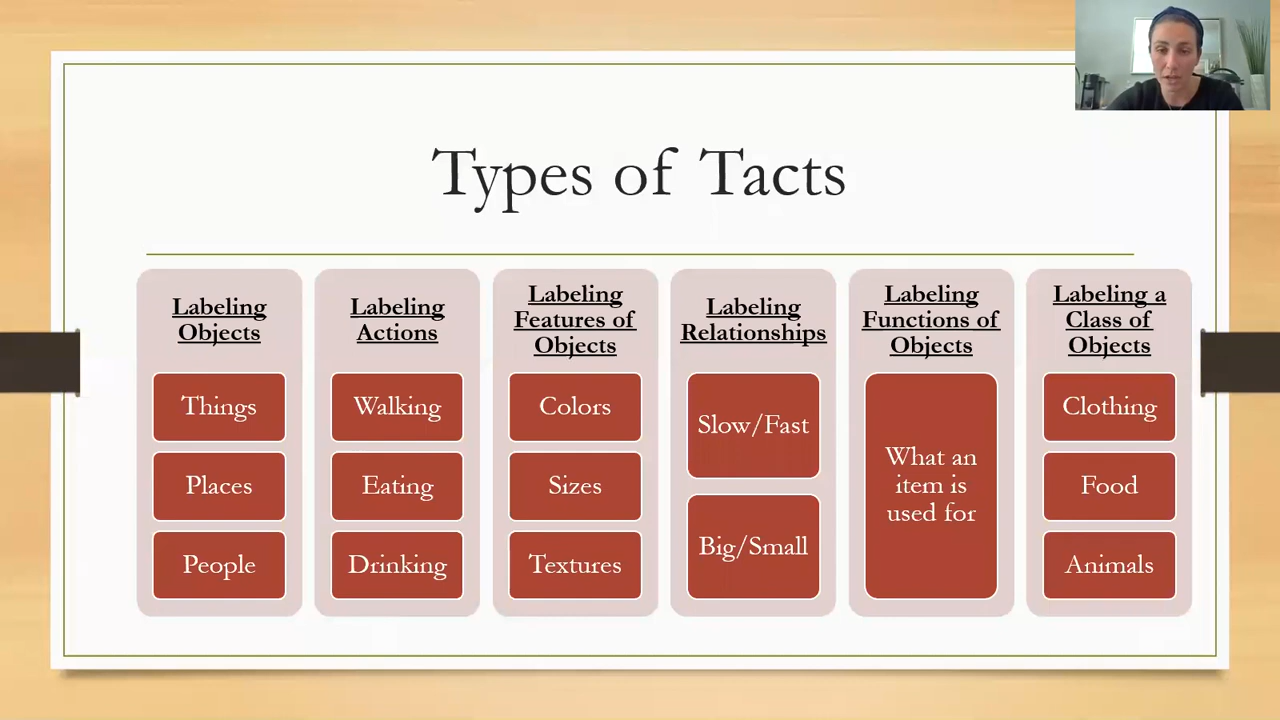 Types of Tacts
Labeling
Objects
Things
Places
People
Labeling
Actions
Walking
Eating
Drinking
Labeling
Features of
Objects
Colors
Sizes
Textures
Labeling
Relationships
Slow/Fast
Big/Small
Labeling
Functions of
Objects
What an
item is
used for
Labeling a
Class of
Objects
Clothing
Food
Animals